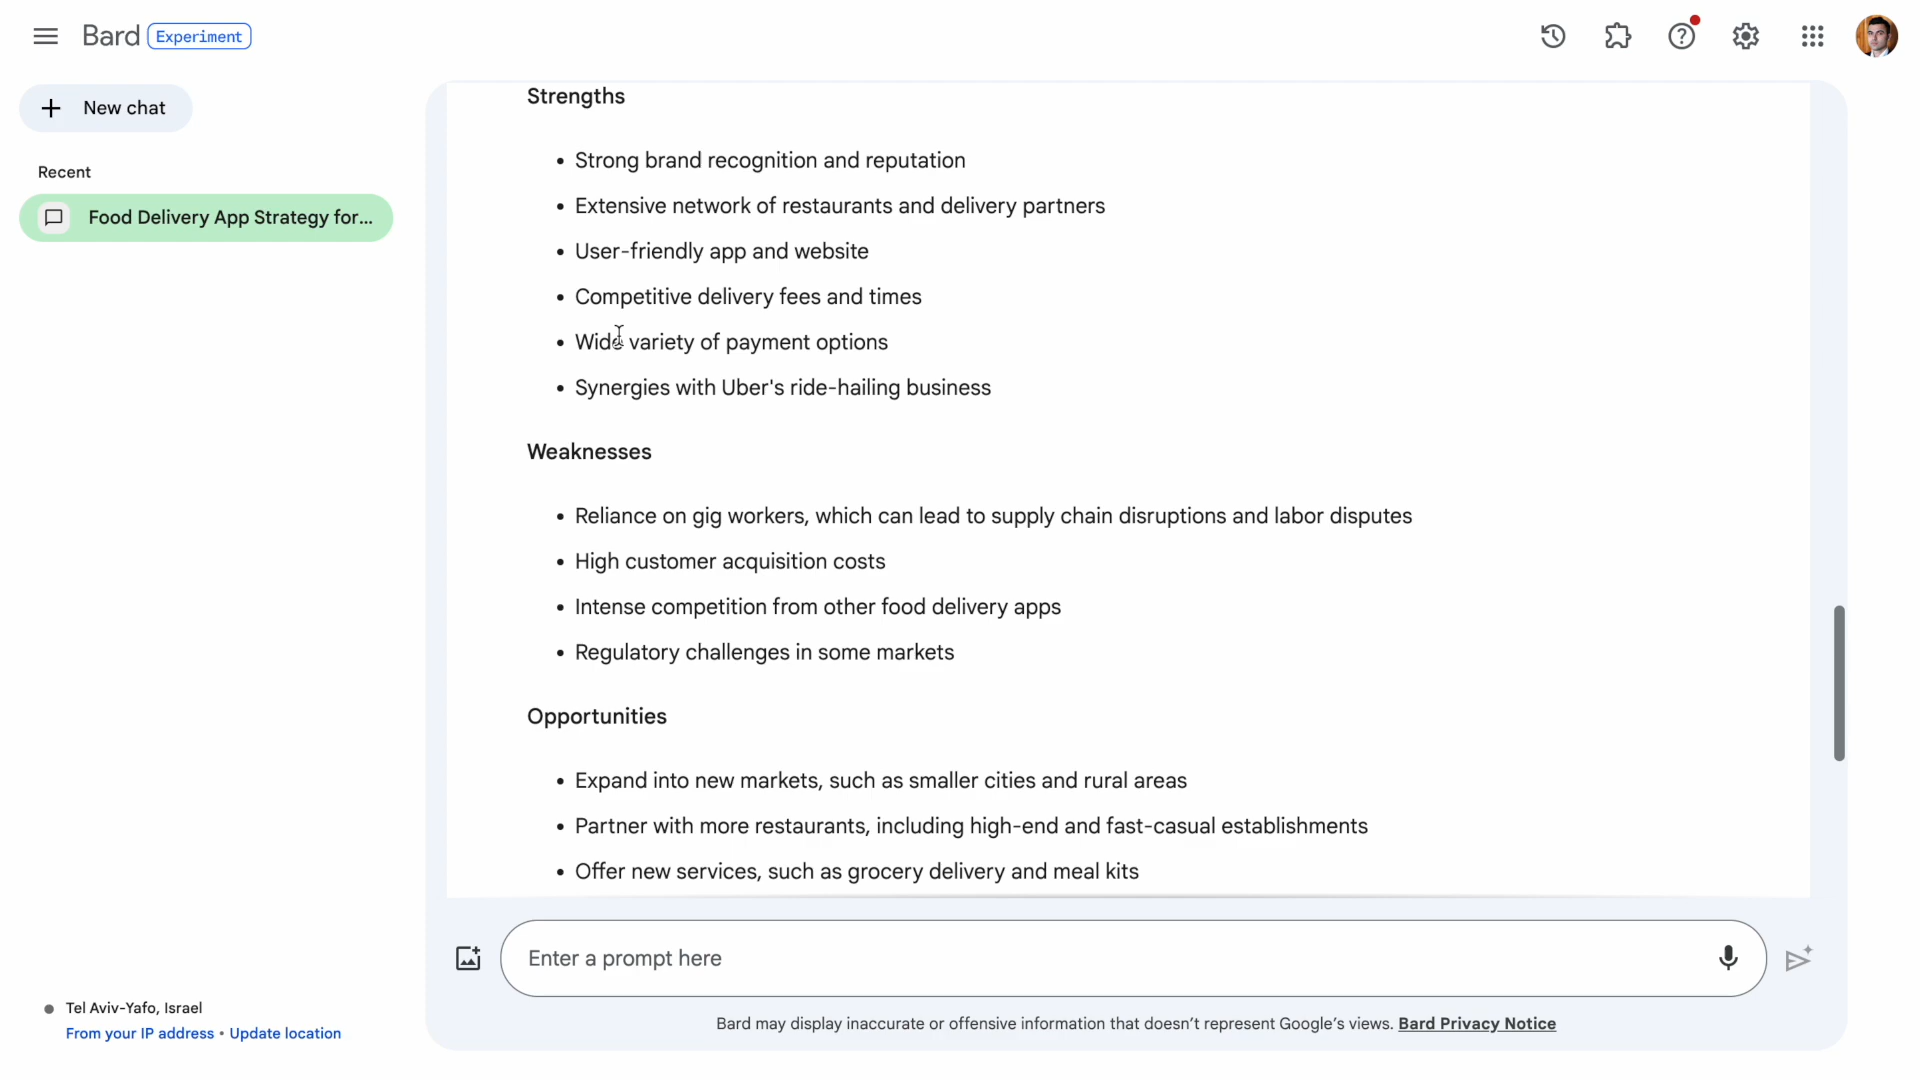 Bard Experiment
New chat
Recent
Food Delivery App Strategy for...
Strengths
• Strong brand recognition and reputation
• Extensive network of restaurants and delivery partners
• User-friendly app and website
• Competitive delivery fees and times
• Wide variety of payment options
• Synergies with Uber's ride-hailing business
Weaknesses
• Reliance on gig workers, which can lead to supply chain disruptions and labor disputes
• High customer acquisition costs
• Intense competition from other food delivery apps
• Regulatory challenges in some markets
Opportunities
• Expand into new markets, such as smaller cities and rural areas
• Partner with more restaurants, including high-end and fast-casual establishments
• Offer new services, such as grocery delivery and meal kits
Enter a prompt here
Tel Aviv-Yafo, Israel
From your IP address • Update location
Bard may display inaccurate or offensive information that doesn't represent Google's views. Bard Privacy Notice